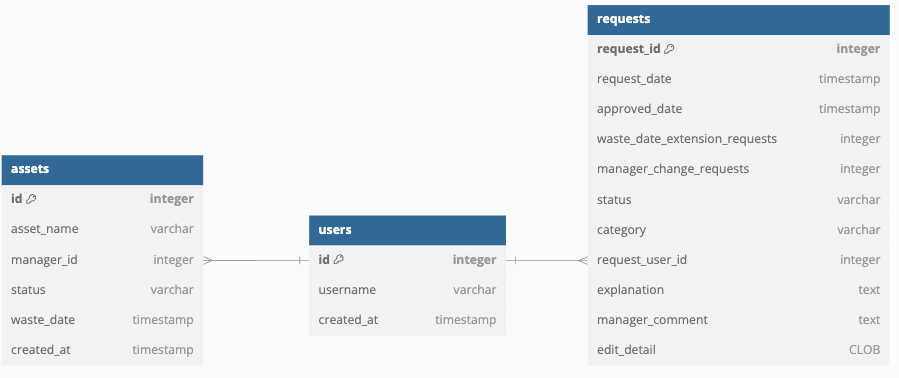 assets
id integer
asset_name varchar
manager_id integer
status varchar
waste_date timestamp
created_at timestamp
users
id integer
username varchar
created_at timestamp
requests
request_id integer
request_date timestamp
approved_date timestamp
waste_date_extension_requests integer
manager_change_requests integer
status varchar
category varchar
request_user_id integer
explanation text
manager_comment text
edit_detail CLOB